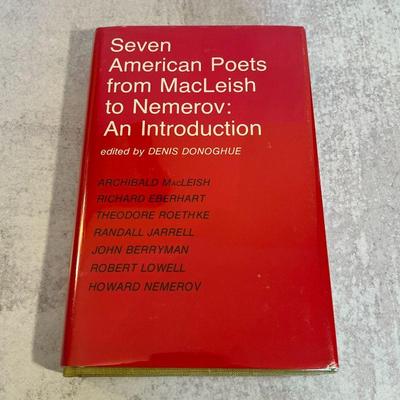 Seven
American Poets
from MacLeish
to Nemerov:
An Introduction
edited by DENIS DONOGHUE
ARCHIBALD MacLEISH
RICHARD EBERHART
THEODORE ROETHKE
RANDALL JARRELL
JOHN BERRYMAN
ROBERT LOWELL
HOWARD NEMEROV